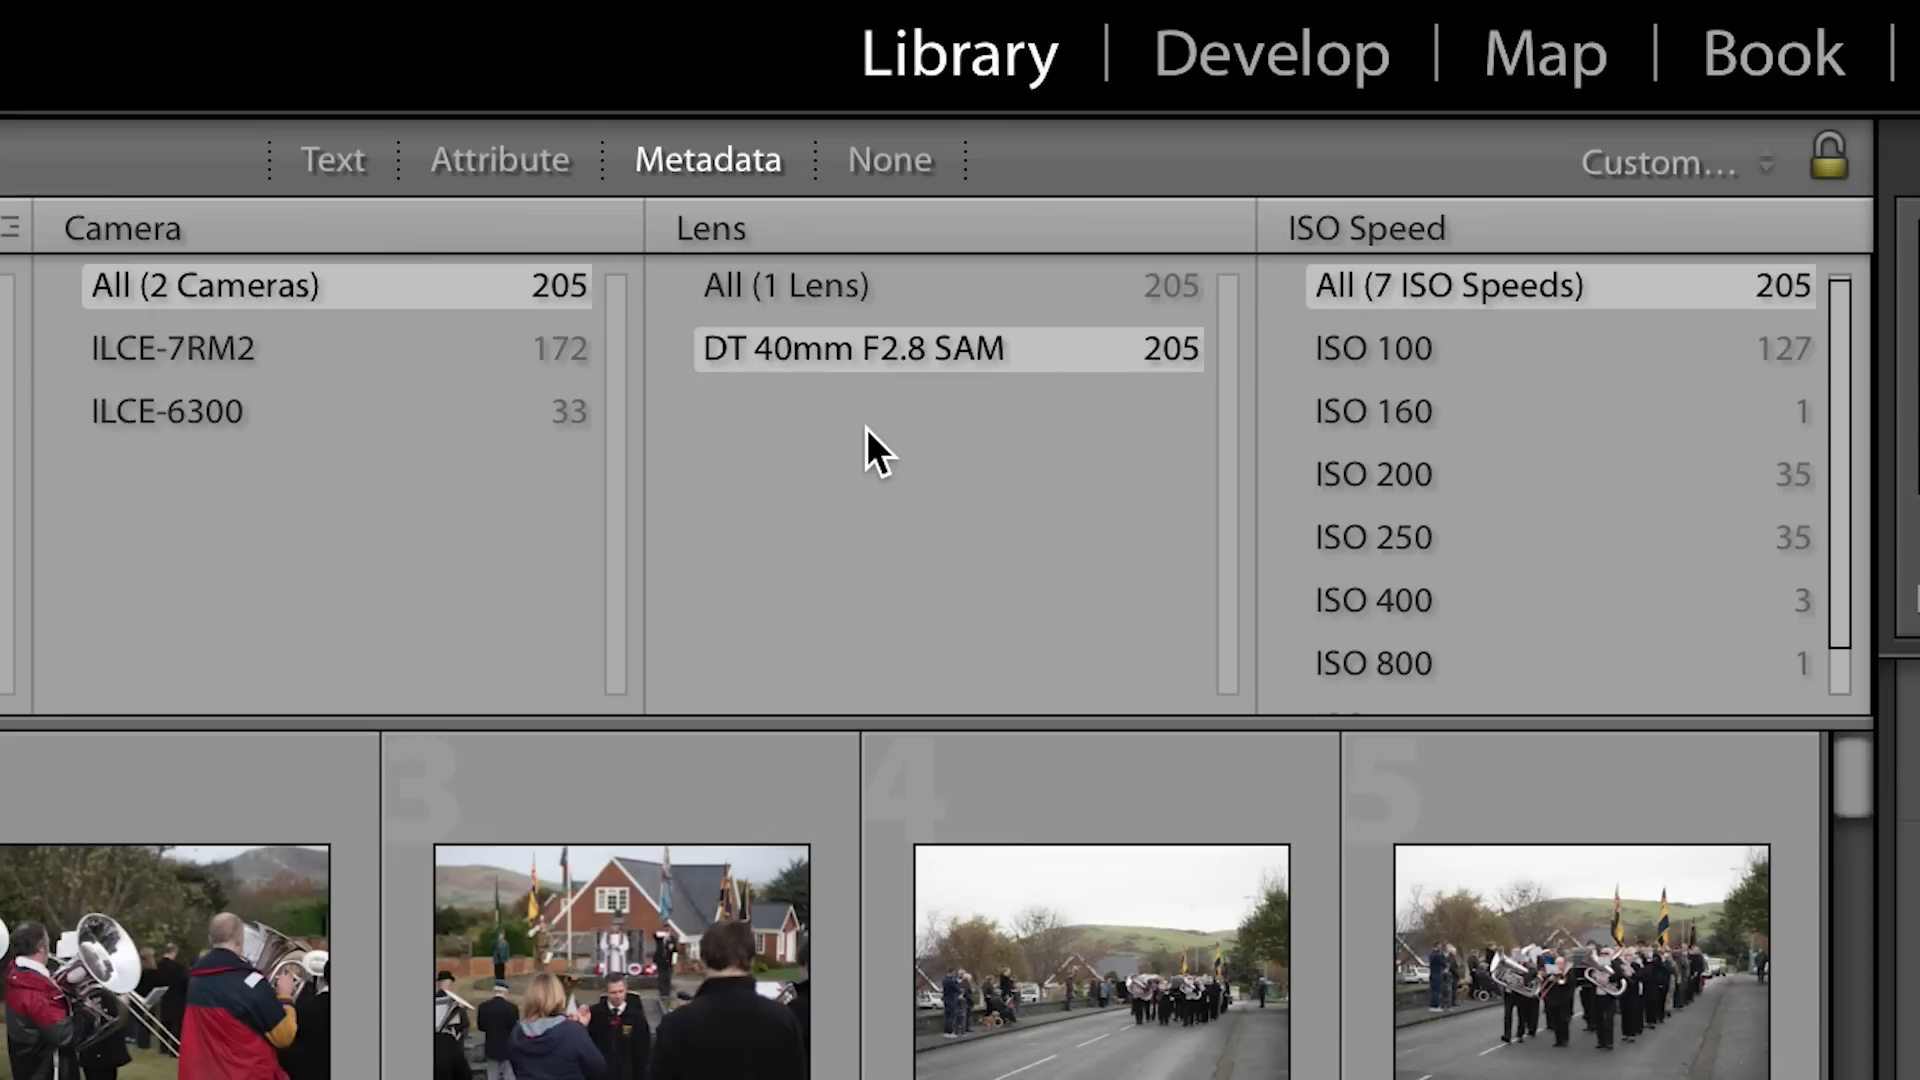 Library | Develop | Map | Book |
Text Attribute Metadata None Custom...
Camera Lens ISO Speed
All (2 Cameras) 205 All (1 Lens) 205 All (7 ISO Speeds) 205
ILCE-7RM2 172 DT 40mm F2.8 SAM 205 ISO 100 127
ILCE-6300 33 ISO 160 1
ISO 200 35
ISO 250 35
ISO 400 3
ISO 800 1
3 4 5